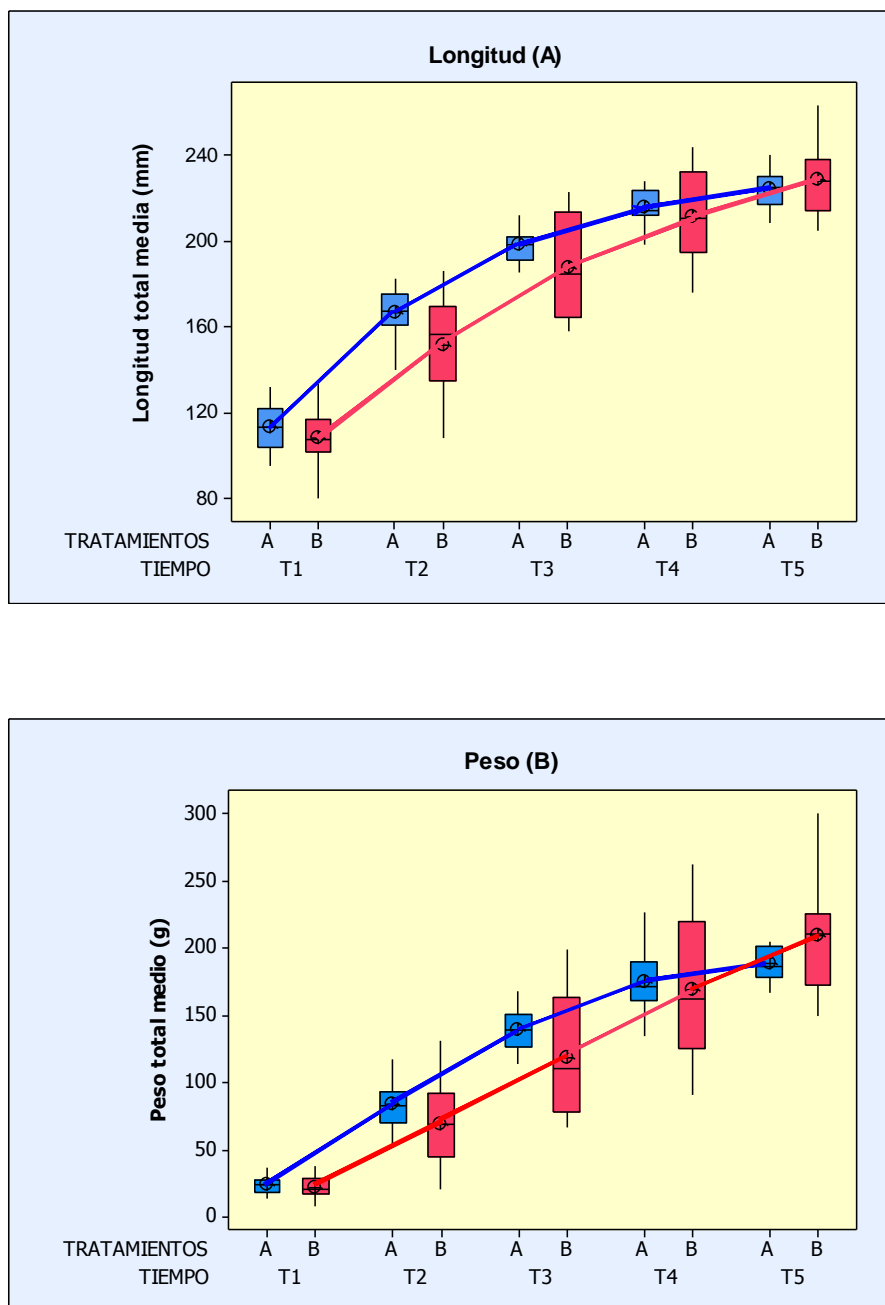 Longitud (A)
Longitud total media (mm)
240
200
160
120
80
TRATAMIENTOS A B A B A B A B A B
TIEMPO T1 T2 T3 T4 T5
Peso (B)
Peso total medio (g)
300
250
200
150
100
50
0
TRATAMIENTOS A B A B A B A B A B
TIEMPO T1 T2 T3 T4 T5